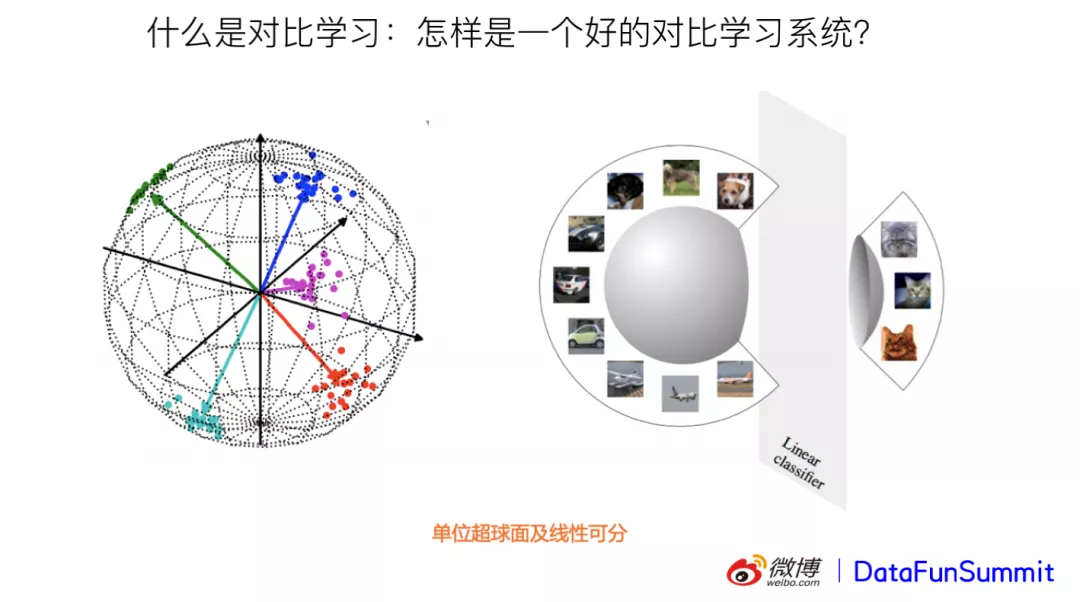 什么是对比学习：怎样是一个好的对比学习系统？
Linear
classifier
单位超球面及线性可分
微博
weibo.com
DataFunSummit